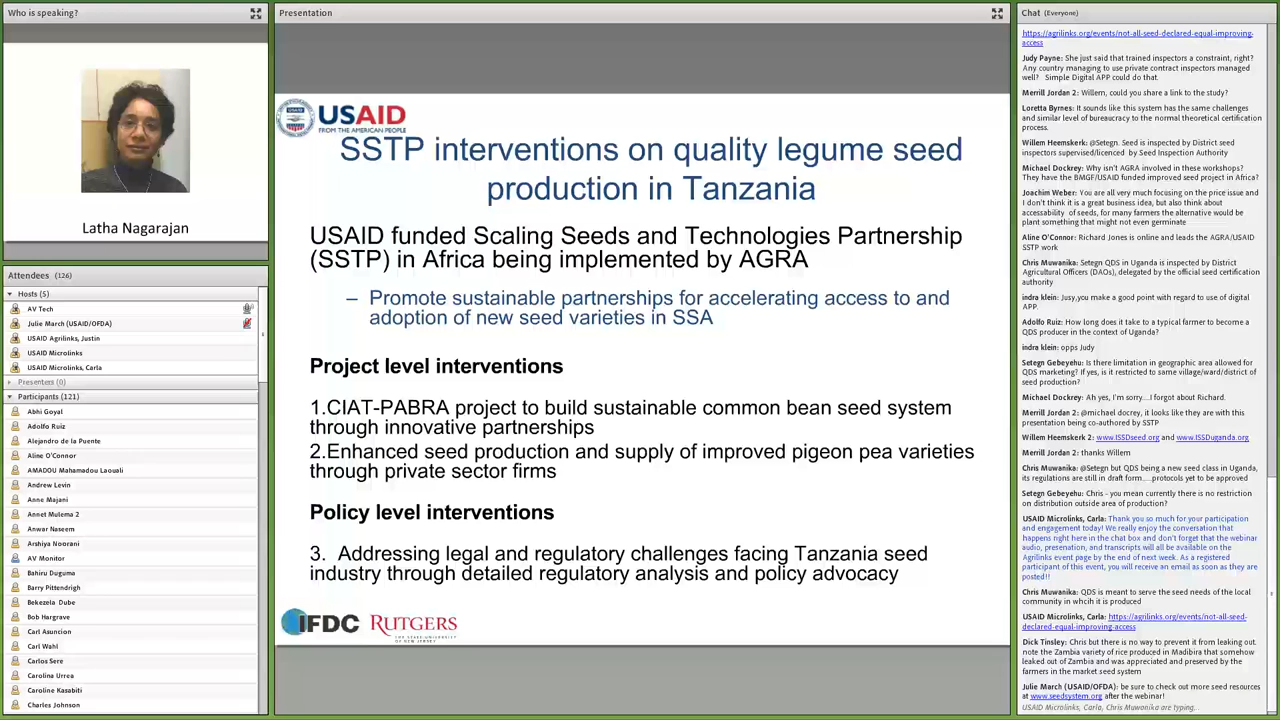 Who is speaking?
Latha Nagarajan
Attendees (126)
Hosts (5)
AV Tech
Julie March (USAID/OFDA)
USAID Agrilinks, Justin
USAID Microlinks
USAID Microlinks, Carla
Presenters (0)
Participants (121)
Abhi Goyal
Adolfo Ruiz
Alejandro de la Puente
Aline O'Connor
AMADOU Mahamadou Laouali
Andrew Levin
Anne Majani
Annet Mulema 2
Anwar Naseem
Arshiya Noorani
AV Monitor
Bahiru Duguma
Barry Pittendrigh
Bekezela Dube
Bob Hargrave
Carl Asuncion
Carl Wahl
Carlos Sere
Carolina Urrea
Caroline Kasabiti
Charles Johnson
Presentation
USAID
FROM THE AMERICAN PEOPLE
SSTP interventions on quality legume seed
production in Tanzania
USAID funded Scaling Seeds and Technologies Partnership
(SSTP) in Africa being implemented by AGRA
– Promote sustainable partnerships for accelerating access to and
adoption of new seed varieties in SSA
Project level interventions
1.CIAT-PABRA project to build sustainable common bean seed system
through innovative partnerships
2.Enhanced seed production and supply of improved pigeon pea varieties
through private sector firms
Policy level interventions
3. Addressing legal and regulatory challenges facing Tanzania seed
industry through detailed regulatory analysis and policy advocacy
IFDC RUTGERS
Chat (Everyone)
https://agrilinks.org/events/not-all-seed-declared-equal-improving-
access
Judy Payne: She just said that trained inspectors a constraint, right?
Any country managing to use private contract inspectors managed
well? Simple Digital APP could do that.
Merrill Jordan 2: Willem, could you share a link to the study?
Loretta Byrnes: It sounds like this system has the same challenges
and similar level of bureaucracy to the normal theoretical certification
process.
Willem Heemskerk: @Setegn. Seed is inspected by District seed
inspectors supervised/licenced by Seed Inspection Authority
Michael Dockrey: Why isn't AGRA involved in these workshops?
They have the BMGF/USAID funded improved seed project in Africa?
Joachim Weber: You are all very much focusing on the price issue and
I don't think it is a great business idea, but also think about
accessability of seeds, for many farmers the alternative would be
plant something that might not even germinate
Aline O'Connor: Richard Jones is online and leads the AGRA/USAID
SSTP work
Chris Muwanika: Setegn QDS in Uganda is inspected by District
Agricultural Officers (DAOs), delegated by the official seed certification
authority
indra klein: Jusy,you make a good point with regard to use of digital
APP.
Adolfo Ruiz: How long does it take to a typical farmer to become a
QDS producer in the context of Uganda?
indra klein: opps Judy
Setegn Gebeyehu: Is there limitation in geographic area allowed for
QDS marketing? If yes, is it restricted to same village/ward/district of
seed production?
Michael Dockrey: Ah yes, I'm sorry....I forgot about Richard.
Merrill Jordan 2: @michael docrey, it looks like they are with this
presentation being co-authored by SSTP
Willem Heemskerk 2: www.ISSDseed.org and www.ISSDuganda.org
Merrill Jordan 2: thanks Willem
Chris Muwanika: @Setegn but QDS being a new seed class in Uganda,
its regulations are still in draft form.....protocols yet to be approved
Setegn Gebeyehu: Chris - you mean currently there is no restriction
on distribution outside area of production?
USAID Microlinks, Carla: Thank you so much for your participation
and engagement today! We really enjoy the conversation that
happens right here in the chat box and don't forget that the webinar
audio, presenation, and transcripts will all be available on the
Agrilinks event page by the end of next week. As a registered
participant of this event, you will receive an email as soon as they are
posted!!
Chris Muwanika: QDS is meant to serve the seed needs of the local
community in whcih it is produced
USAID Microlinks, Carla: https://agrilinks.org/events/not-all-seed-
declared-equal-improving-access
Dick Tinsley: Chris but there is no way to prevent it from leaking out.
note the Zambia variety of rice produced in Madibira that somehow
leaked out of Zambia and was appreciated and preserved by the
farmers in the market seed system
Julie March (USAID/OFDA): be sure to check out more seed resources
at www.seedsystem.org after the webinar!
USAID Microlinks, Carla, Chris Muwanika are typing...